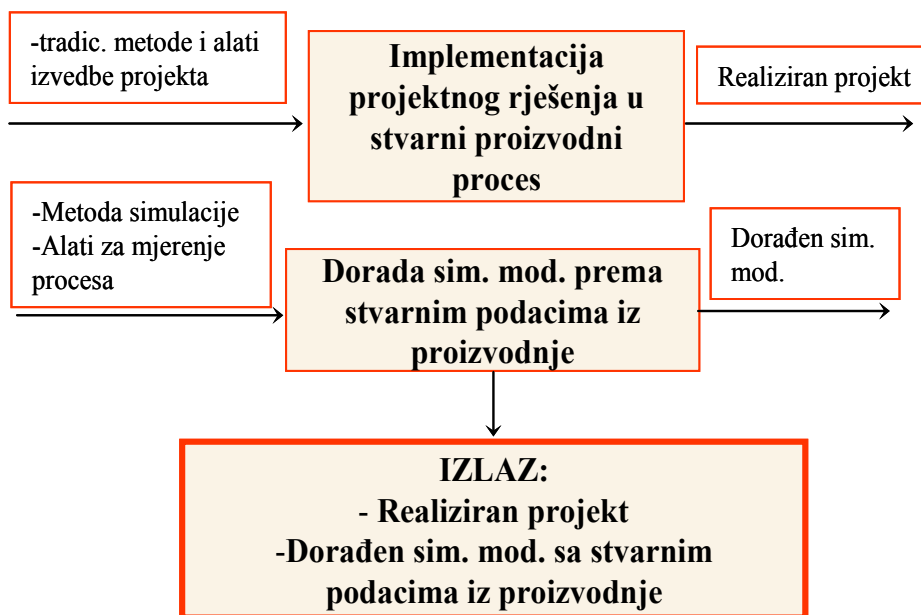 -tradic. metode i alati
izvedbe projekta
Implementacija
projektnog rješenja u
stvarni proizvodni
proces
Realiziran projekt
-Metoda simulacije
-Alati za mjerenje
procesa
Dorada sim. mod. prema
stvarnim podacima iz
proizvodnje
Dorađen sim.
mod.
IZLAZ:
- Realiziran projekt
-Dorađen sim. mod. sa stvarnim
podacima iz proizvodnje